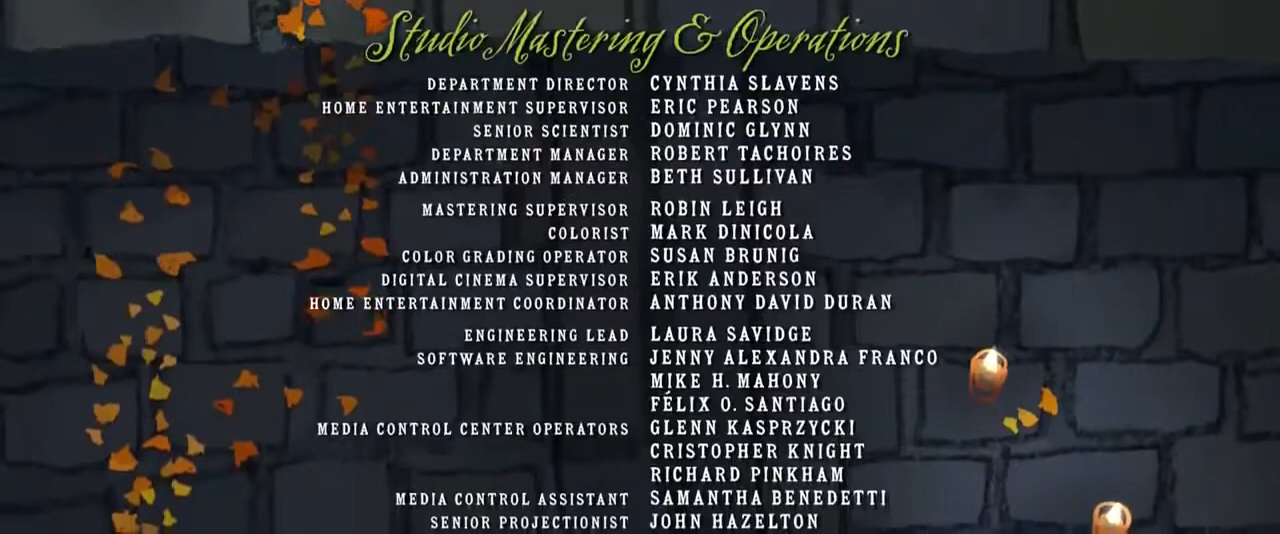 Studio Mastering & Operations
DEPARTMENT DIRECTOR CYNTHIA SLAVENS
HOME ENTERTAINMENT SUPERVISOR ERIC PEARSON
SENIOR SCIENTIST DOMINIC GLYNN
DEPARTMENT MANAGER ROBERT TACHOIRES
ADMINISTRATION MANAGER BETH SULLIVAN
MASTERING SUPERVISOR ROBIN LEIGH
COLORIST MARK DINICOLA
COLOR GRADING OPERATOR SUSAN BRUNIG
DIGITAL CINEMA SUPERVISOR ERIK ANDERSON
HOME ENTERTAINMENT COORDINATOR ANTHONY DAVID DURAN
ENGINEERING LEAD LAURA SAVIDGE
SOFTWARE ENGINEERING JENNY ALEXANDRA FRANCO
MIKE H. MAHONY
FÉLIX O. SANTIAGO
MEDIA CONTROL CENTER OPERATORS GLENN KASPRZYCKI
CRISTOPHER KNIGHT
RICHARD PINKHAM
MEDIA CONTROL ASSISTANT SAMANTHA BENEDETTI
SENIOR PROJECTIONIST JOHN HAZELTON